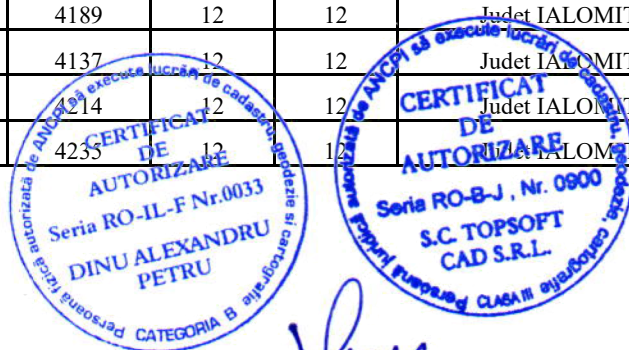 4189 12 12 Judet IALOMIT
4137 12 12 Judet IALOMIT
4214 12 12 Judet IALOMIT
4235 12 12 Judet IALOMIT
Persoană fizică autorizată de ANCPI să execute lucrări de cadastru, geodezie si cartografie
CERTIFICAT
DE
AUTORIZARE
Seria RO-IL-F Nr.0033
DINU ALEXANDRU
PETRU
CATEGORIA B
Persoană juridică autorizată de ANCPI să execute lucrări de cadastru, geodezie, cartografie
CERTIFICAT
DE
AUTORIZARE
Seria RO-B-J , Nr. 0900
S.C. TOPSOFT
CAD S.R.L.
CLASA III